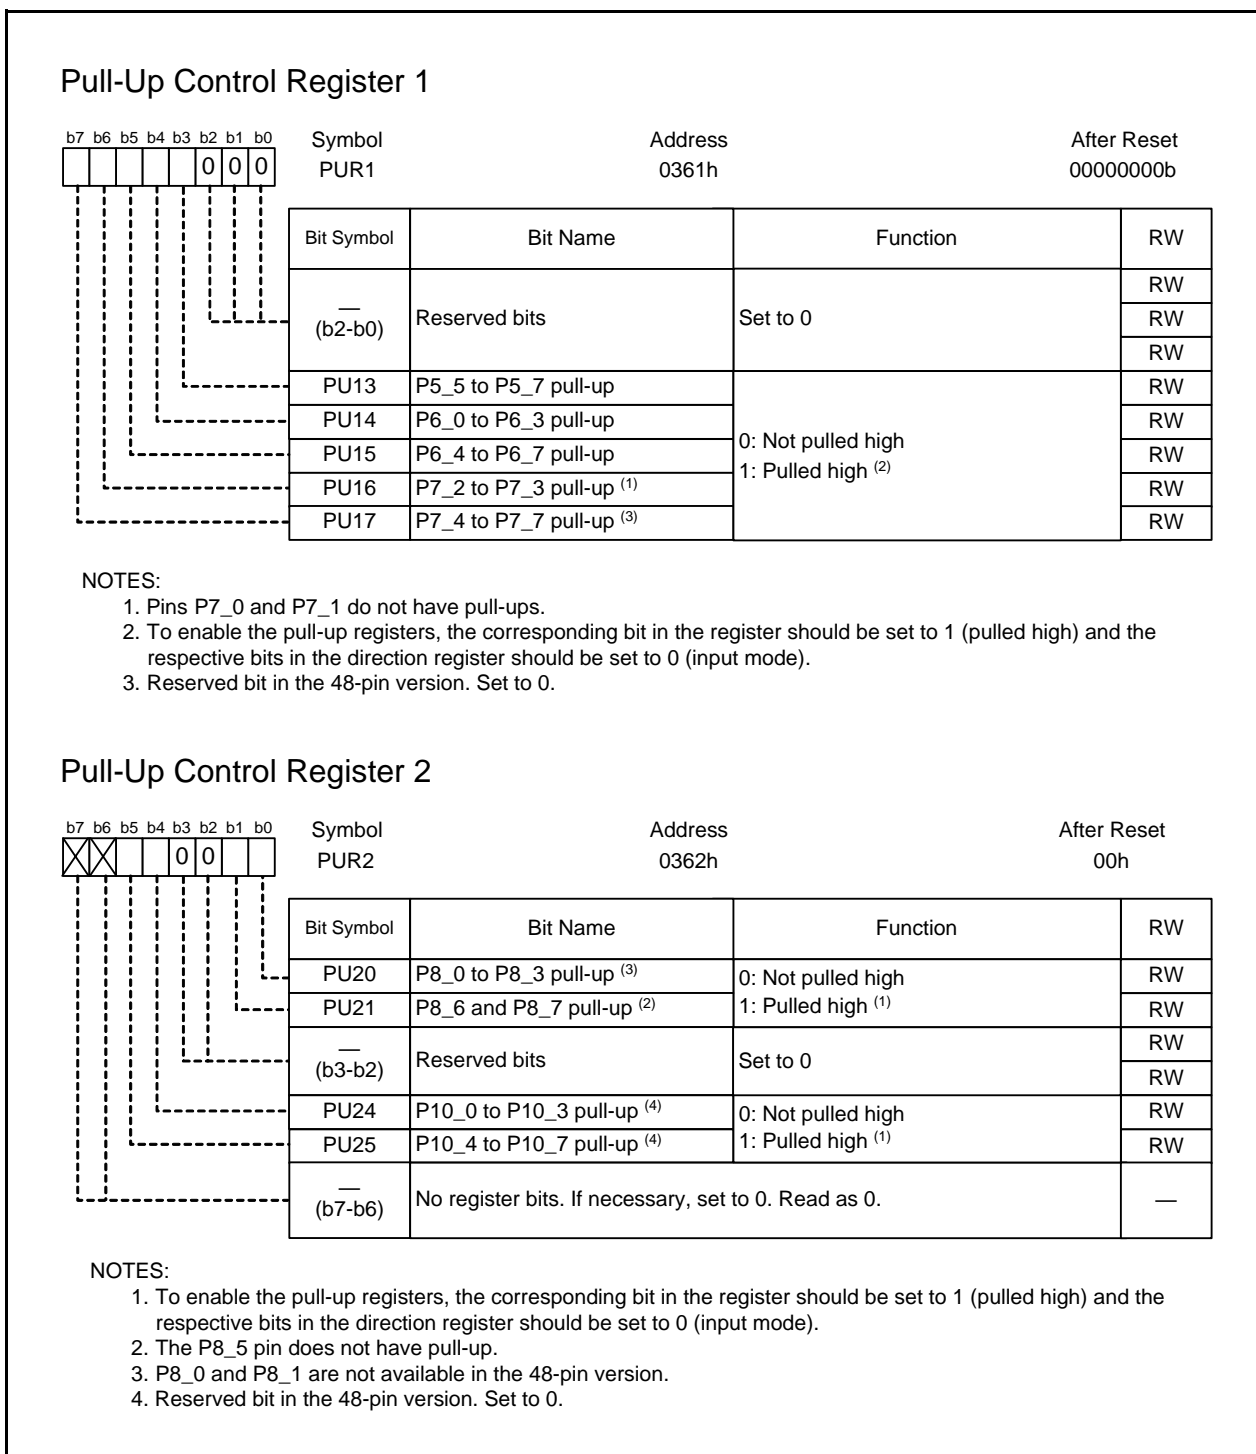 Pull-Up Control Register 1
b7 b6 b5 b4 b3 b2 b1 b0 Symbol Address After Reset
0 0 0 PUR1 0361h 00000000b
Bit Symbol Bit Name Function RW
— (b2-b0) Reserved bits Set to 0 RW
RW
RW
PU13 P5_5 to P5_7 pull-up RW
PU14 P6_0 to P6_3 pull-up RW
0: Not pulled high
PU15 P6_4 to P6_7 pull-up RW
1: Pulled high (2)
PU16 P7_2 to P7_3 pull-up (1) RW
PU17 P7_4 to P7_7 pull-up (3) RW
NOTES:
1. Pins P7_0 and P7_1 do not have pull-ups.
2. To enable the pull-up registers, the corresponding bit in the register should be set to 1 (pulled high) and the
respective bits in the direction register should be set to 0 (input mode).
3. Reserved bit in the 48-pin version. Set to 0.
Pull-Up Control Register 2
b7 b6 b5 b4 b3 b2 b1 b0 Symbol Address After Reset
0 0 PUR2 0362h 00h
Bit Symbol Bit Name Function RW
PU20 P8_0 to P8_3 pull-up (3) 0: Not pulled high RW
PU21 P8_6 and P8_7 pull-up (2) 1: Pulled high (1) RW
— (b3-b2) Reserved bits Set to 0 RW
RW
PU24 P10_0 to P10_3 pull-up (4) 0: Not pulled high RW
PU25 P10_4 to P10_7 pull-up (4) 1: Pulled high (1) RW
— (b7-b6) No register bits. If necessary, set to 0. Read as 0. —
NOTES:
1. To enable the pull-up registers, the corresponding bit in the register should be set to 1 (pulled high) and the
respective bits in the direction register should be set to 0 (input mode).
2. The P8_5 pin does not have pull-up.
3. P8_0 and P8_1 are not available in the 48-pin version.
4. Reserved bit in the 48-pin version. Set to 0.